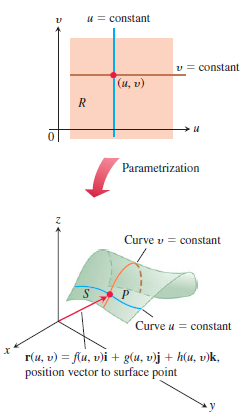 υ
u = constant
υ = constant
(u, υ)
R
u
0
Parametrization
z
Curve υ = constant
S
P
Curve u = constant
x
r(u, υ) = f(u, υ)i + g(u, υ)j + h(u, υ)k,
position vector to surface point
y